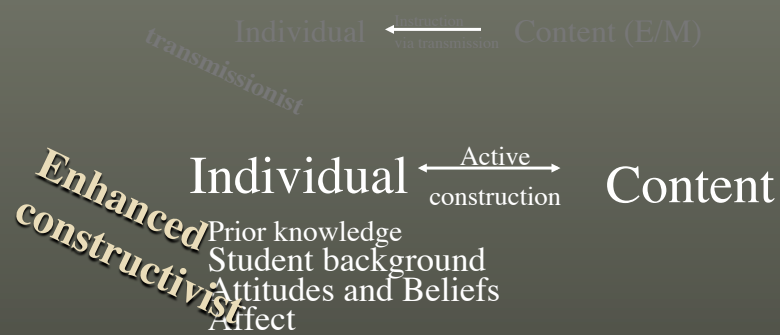 Individual
Instruction
via transmission
Content (E/M)
transmissionist
Individual
Active
construction
Content
Enhanced
constructivist
Prior knowledge
Student background
Attitudes and Beliefs
Affect